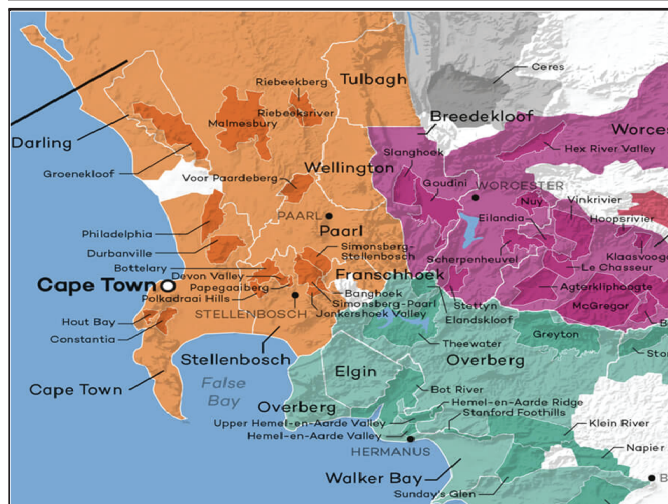 Ceres
Tulbagh
Riebeekberg
Malmesbury
Riebeeksriver
Breedekloof
Darling
Slanghoek
Hex River Valley
Groenekloof
Wellington
Voor Paardeberg
Goudini
WORCESTER
Nuy
Vinkrivier
Hoopsrivier
PAARL
Paarl
Eilandia
Philadelphia
Simonsberg-
Stellenbosch
Durbanville
Scherpenheuvel
Klaasvoogds
Le Chasseur
Bottelary
Devon Valley
Franschhoek
Cape Town
Papegaaiberg
Agterkliphoogte
Polkadraai Hills
Banghoek
Simonsberg-Paarl
Stettyn
McGregor
Hout Bay
STELLENBOSCH
Jonkershoek Valley
Elandskloof
Constantia
Theewater
Greyton
Stellenbosch
Overberg
False
Bay
Elgin
Cape Town
Bot River
Overberg
Hemel-en-Aarde Ridge
Upper Hemel-en-Aarde Valley
Stanford Foothills
Klein River
Hemel-en-Aarde Valley
HERMANUS
Napier
Walker Bay
Sunday's Glen